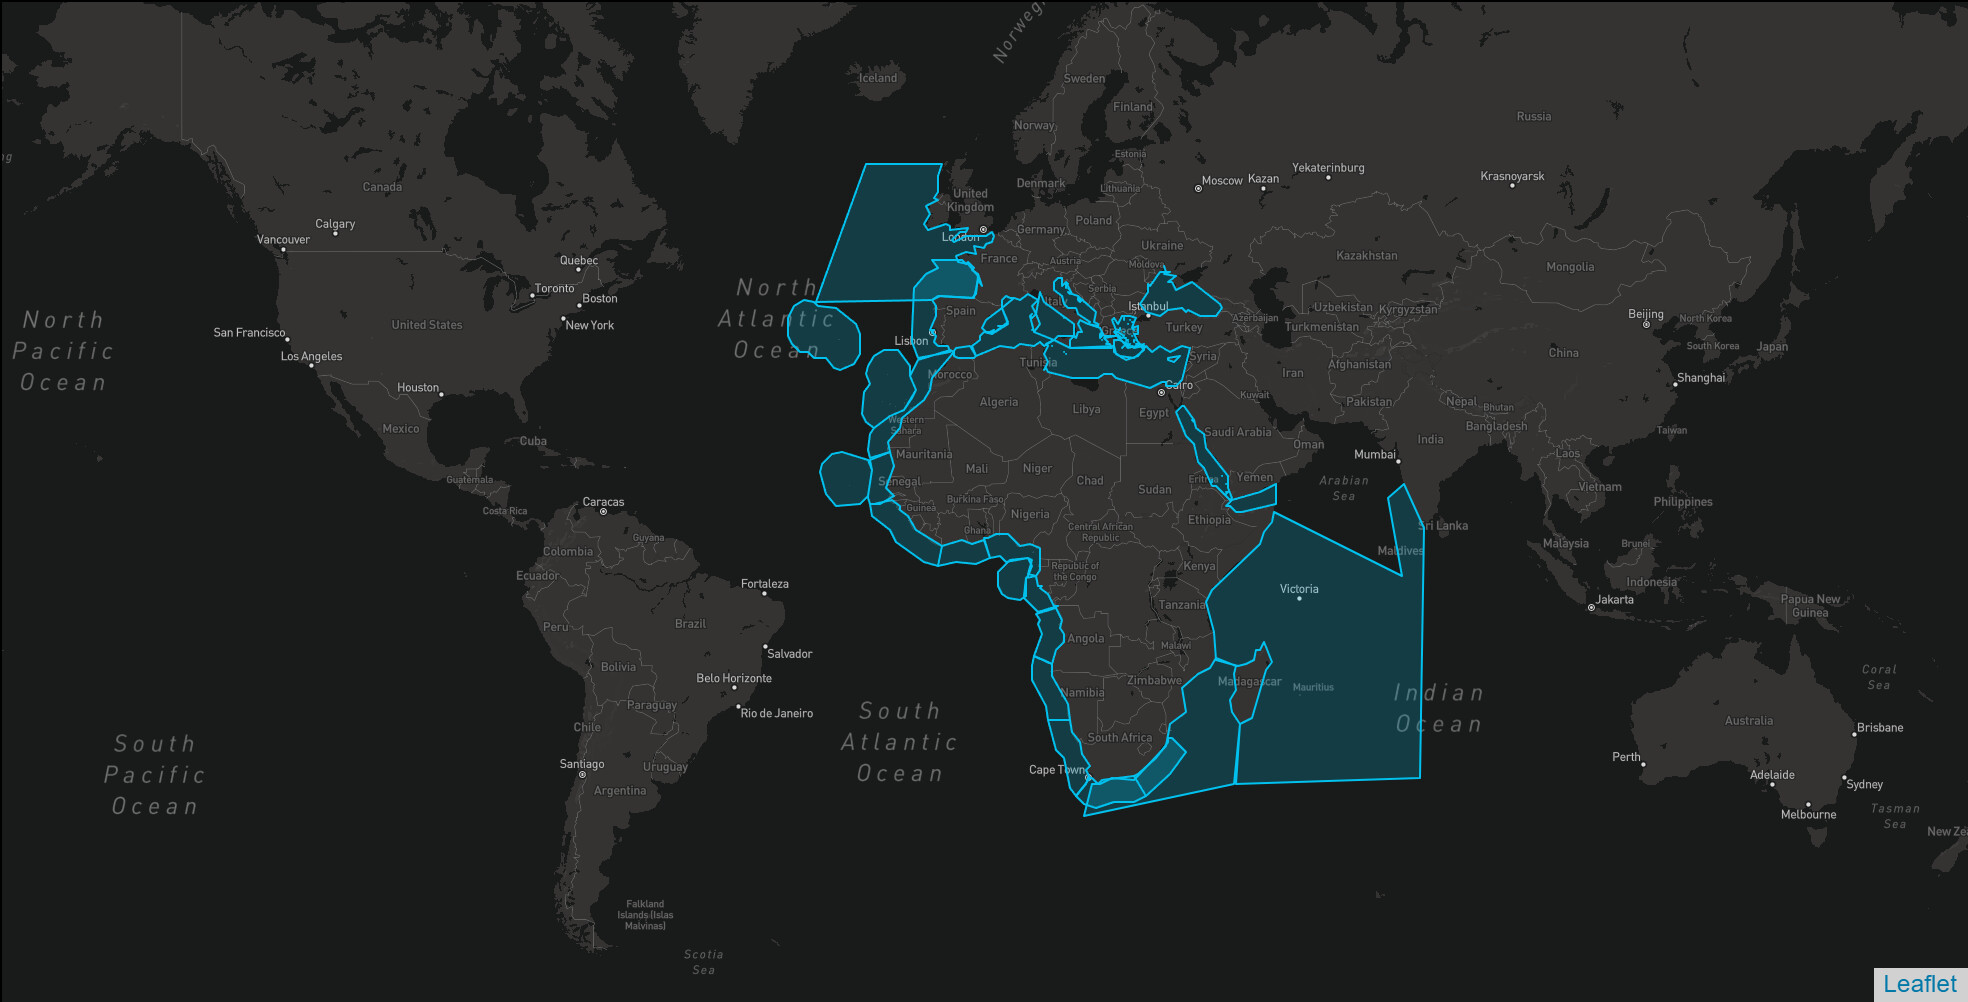 Norweg
Iceland
Sweden
Finland
Norway
Russia
Estonia
ng
Canada
United
Kingdom
Denmark
Lithuania
Moscow
Kazan
Yekaterinburg
Krasnoyarsk
Calgary
Vancouver
London
Germany
Poland
Ukraine
Kazakhstan
Mongolia
Quebec
France
Austria
Moldova
Toronto
Boston
New York
North
Atlantic
Ocean
Serbia
Italy
Istanbul
Spain
Lisbon
Greece
Turkey
Azerbaijan
Uzbekistan
Turkmenistan
Kyrgyzstan
Beijing
North Korea
South Korea
Japan
North
Pacific
Ocean
San Francisco
United States
Los Angeles
Houston
Morocco
Tunisia
Syria
Iran
Afghanistan
China
Shanghai
Cairo
Algeria
Libya
Egypt
Kuwait
Pakistan
Nepal
Bhutan
Bangladesh
Taiwan
Mexico
Cuba
Western
Sahara
Saudi Arabia
Oman
India
Mumbai
Laos
Guatemala
Mauritania
Mali
Niger
Chad
Sudan
Eritrea
Yemen
Arabian
Sea
Vietnam
Philippines
Costa Rica
Caracas
Senegal
Guinea
Burkina Faso
Ghana
Nigeria
Central African
Republic
Ethiopia
Sri Lanka
Maldives
Malaysia
Brunei
Colombia
Guyana
Ecuador
Fortaleza
Republic of
the Congo
Kenya
Victoria
Indonesia
Jakarta
Papua New
Guinea
Peru
Brazil
Salvador
Tanzania
Angola
Malawi
Bolivia
Belo Horizonte
Rio de Janeiro
Paraguay
Namibia
Zimbabwe
Madagascar
Mauritius
Indian
Ocean
Coral
Sea
Australia
Brisbane
South
Pacific
Ocean
Chile
Santiago
Uruguay
Argentina
South
Atlantic
Ocean
South Africa
Cape Town
Perth
Adelaide
Sydney
Melbourne
Tasman
Sea
New Ze
Falkland
Islands (Islas
Malvinas)
Scotia
Sea
Leaflet